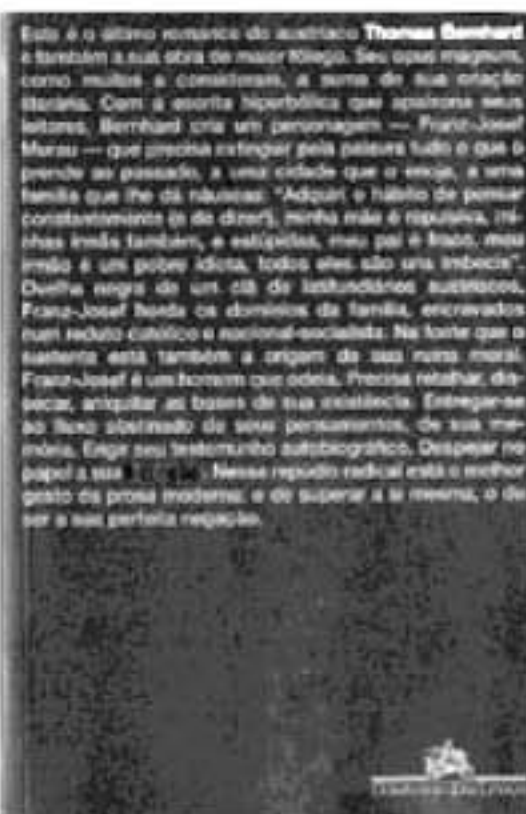 Este é o último romance do austríaco Thomas Bernhard
e também a sua obra de maior fôlego. Seu opus magnum,
como muitos a consideram, a suma de sua criação
literária. Com a escrita hiperbólica que apaixona seus
leitores, Bernhard cria um personagem — Franz-Josef
Murau — que precisa extinguir pela palavra tudo o que o
prende ao passado, a uma cidade que o enoja, a uma
família que lhe dá náuseas. "Adquiri o hábito de pensar
constantemente (e de dizer!), minha mãe é repulsiva, mi-
nhas irmãs também, e estúpidas, meu pai é fraco, meu
irmão é um pobre idiota, todos eles são uns imbecis".
Ovelha negra de um clã de latifundiários austríacos,
Franz-Josef herda os domínios da família, encravados
num reduto católico e nacional-socialista. Na fonte que o
sustenta está também a origem de sua ruína moral.
Franz-Josef é um homem que odeia. Precisa retalhar, dis-
secar, aniquilar as bases de sua existência. Entregar-se
ao fluxo obstinado de seus pensamentos, de sua me-
mória. Erigir seu testemunho autobiográfico. Despejar no
papel a sua Nesse repúdio radical está o melhor
gesto da prosa moderna: o de superar a si mesma, o de
ser a sua perfeita negação.